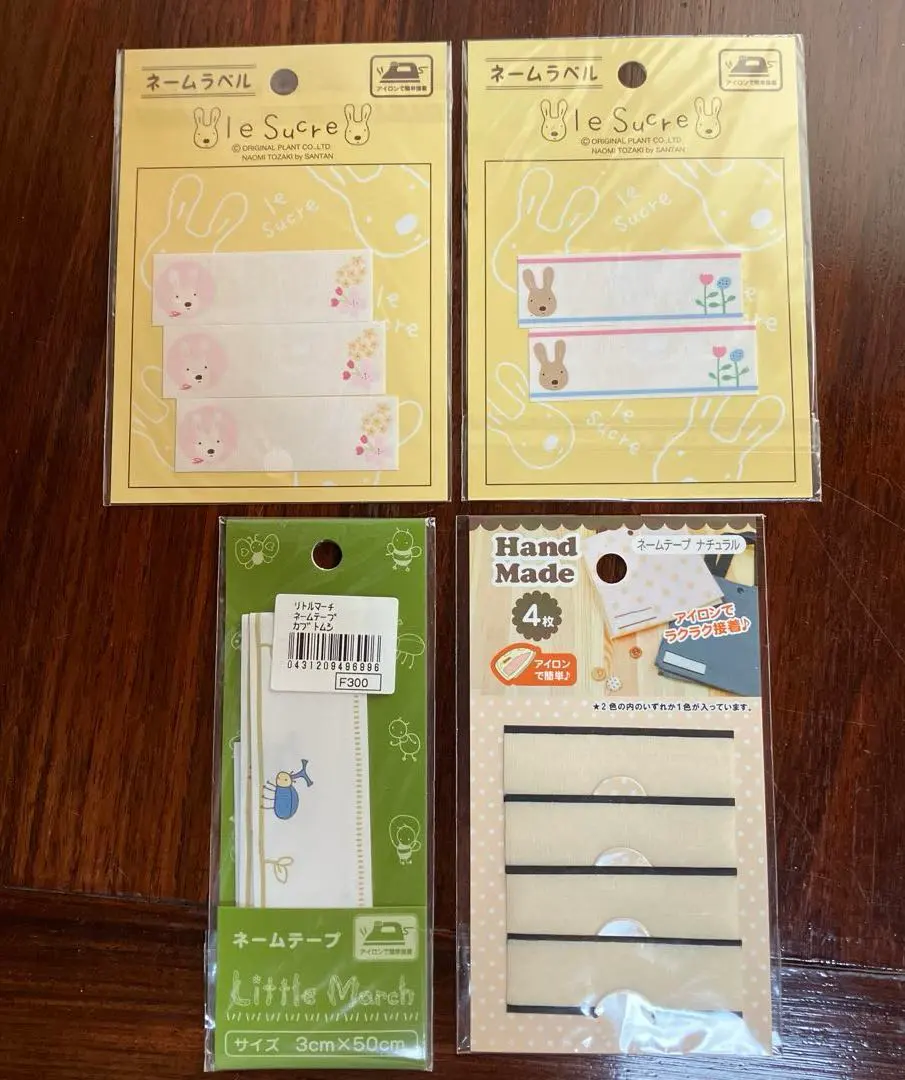 ネームラベル
アイロンで簡単接着
le Sucre
© ORIGINAL PLANT CO.,LTD
NAOMI TOZAKI by SANTAN
le
Sucre
le
cre
ネームラベル
アイロンで簡単接着
le Sucre
© ORIGINAL PLANT CO.,LTD
NAOMI TOZAKI by SANTAN
le
Sucre
le
re
le
Sucre
リトルマーチ
ネームテープ
カブトムシ
0431209496996
F300
ネームテープ
アイロンで簡単接着
Little March
サイズ 3cm×50cm
Hand
Made
ネームテープ ナチュラル
4枚
アイロンで
ラクラク接着♪
アイロン
で簡単♪
★2色の内のいずれか1色が入っています。